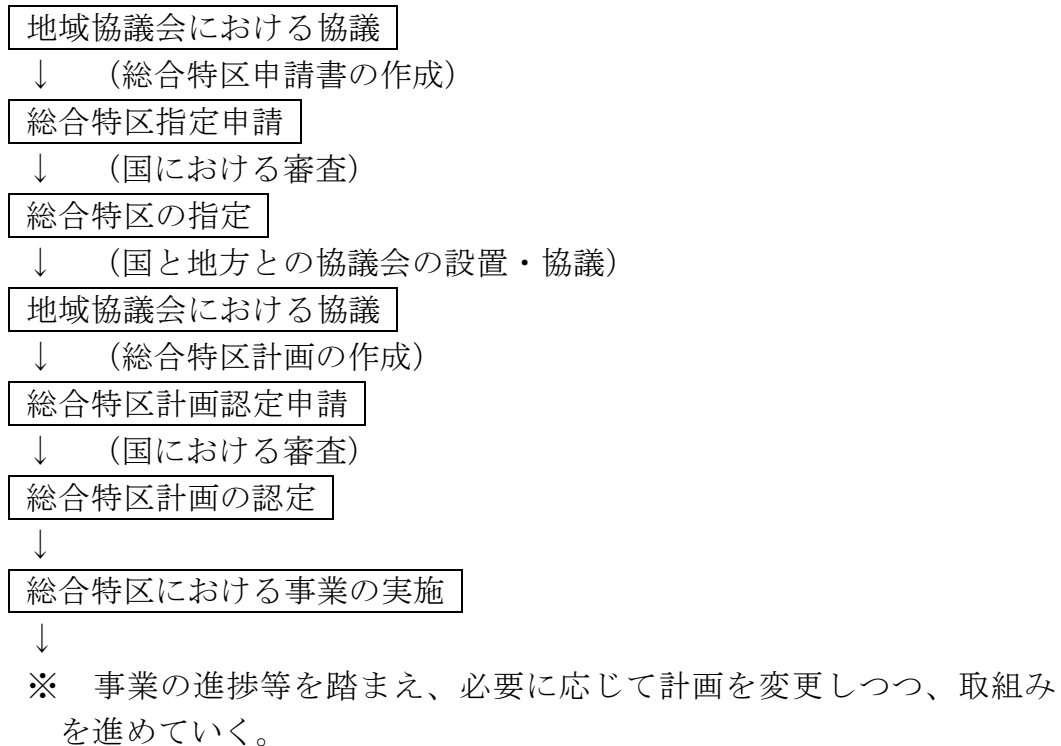 地域協議会における協議
↓　（総合特区申請書の作成）
総合特区指定申請
↓　（国における審査）
総合特区の指定
↓　（国と地方との協議会の設置・協議）
地域協議会における協議
↓　（総合特区計画の作成）
総合特区計画認定申請
↓　（国における審査）
総合特区計画の認定
↓
総合特区における事業の実施
↓
※　事業の進捗等を踏まえ、必要に応じて計画を変更しつつ、取組み
を進めていく。